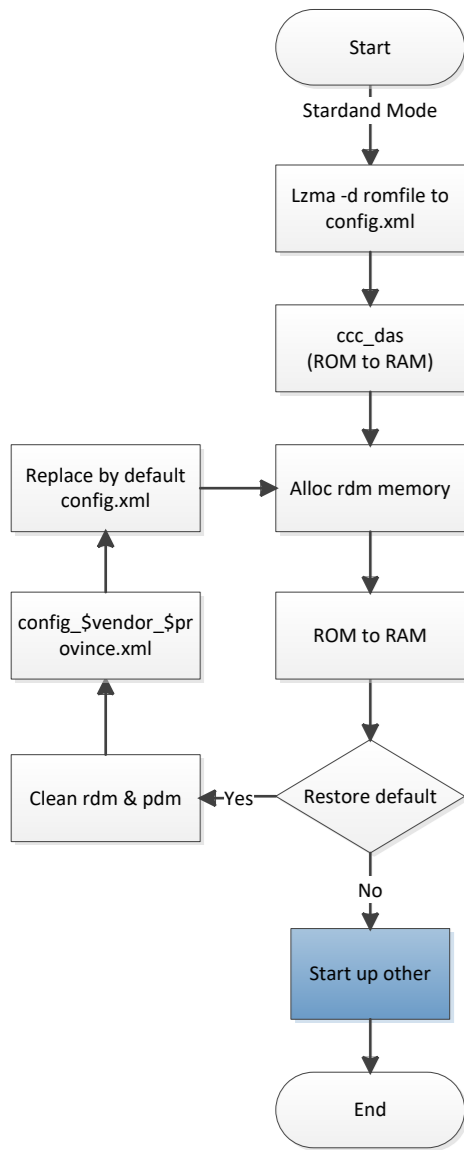 Start
Stardand Mode
Lzma -d romfile to
config.xml
ccc_das
(ROM to RAM)
Replace by default
config.xml
Alloc rdm memory
config_$vendor_$pr
ovince.xml
ROM to RAM
Clean rdm & pdm
Yes
Restore default
No
Start up other
End